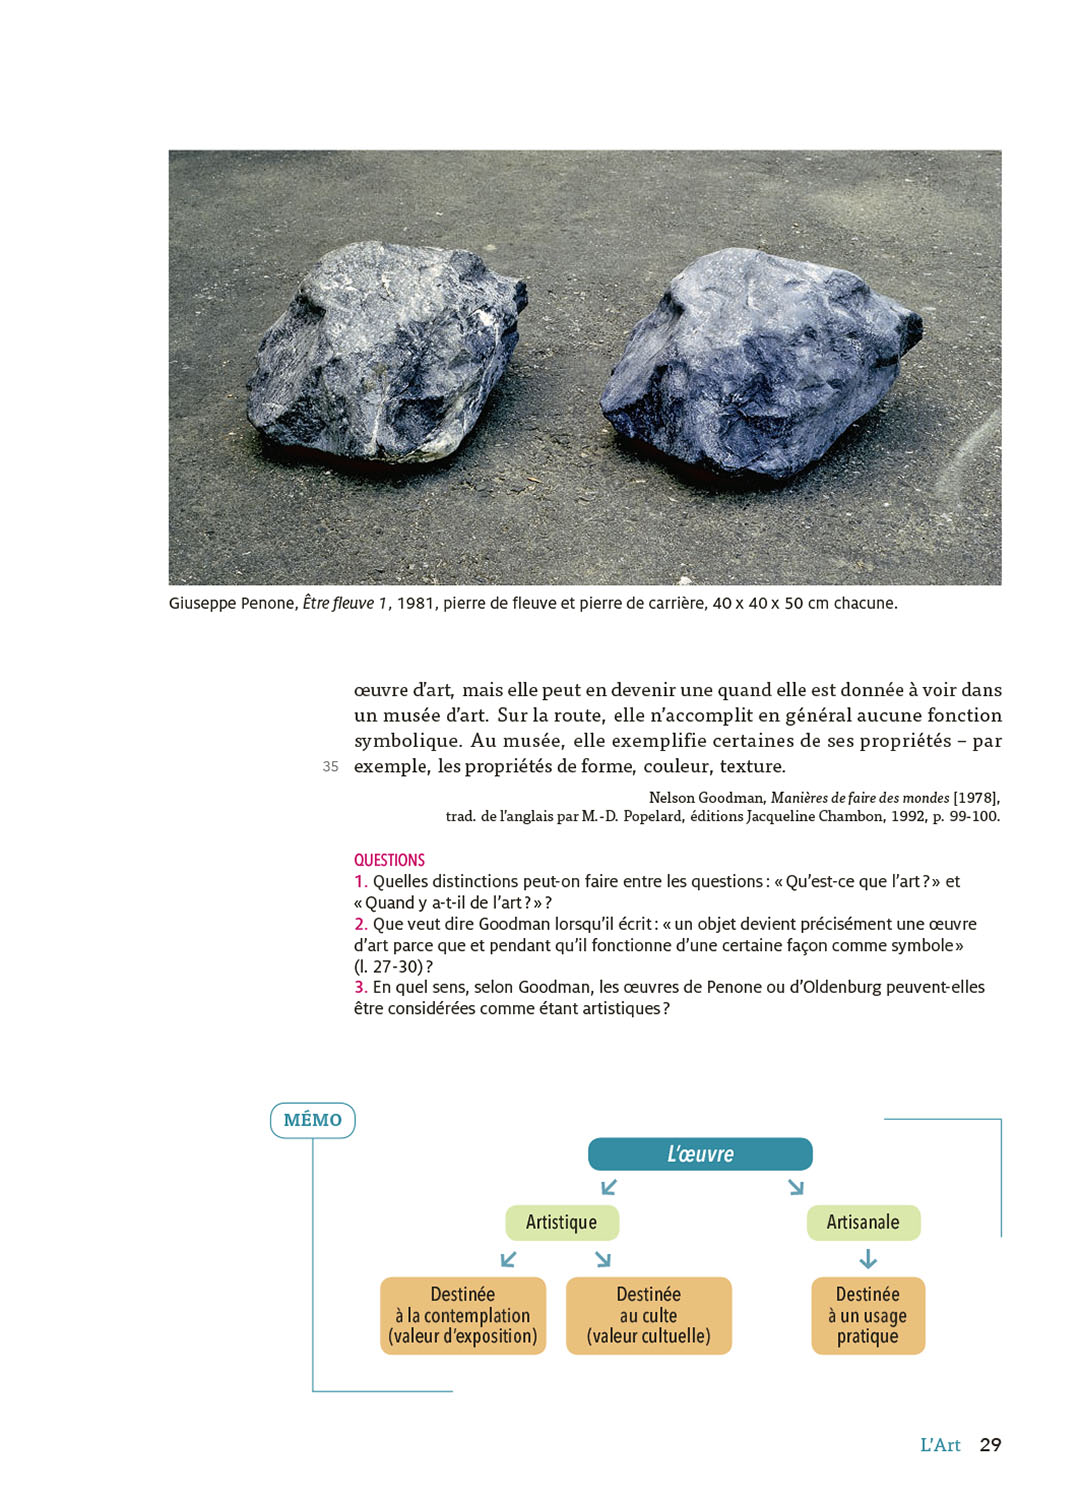 Giuseppe Penone, Être fleuve 1, 1981, pierre de fleuve et pierre de carrière, 40 x 40 x 50 cm chacune.
œuvre d’art, mais elle peut en devenir une quand elle est donnée à voir dans
un musée d’art. Sur la route, elle n’accomplit en général aucune fonction
symbolique. Au musée, elle exemplifie certaines de ses propriétés – par
35 exemple, les propriétés de forme, couleur, texture.
Nelson Goodman, Manières de faire des mondes [1978],
trad. de l’anglais par M.-D. Popelard, éditions Jacqueline Chambon, 1992, p. 99-100.
QUESTIONS
1. Quelles distinctions peut-on faire entre les questions : « Qu’est-ce que l’art ? » et
« Quand y a-t-il de l’art ? » ?
2. Que veut dire Goodman lorsqu’il écrit : « un objet devient précisément une œuvre
d’art parce que et pendant qu’il fonctionne d’une certaine façon comme symbole »
(l. 27-30) ?
3. En quel sens, selon Goodman, les œuvres de Penone ou d’Oldenburg peuvent-elles
être considérées comme étant artistiques ?
MÉMO
L’œuvre
Artistique
Artisanale
Destinée
à la contemplation
(valeur d’exposition)
Destinée
au culte
(valeur cultuelle)
Destinée
à un usage
pratique
L’Art 29